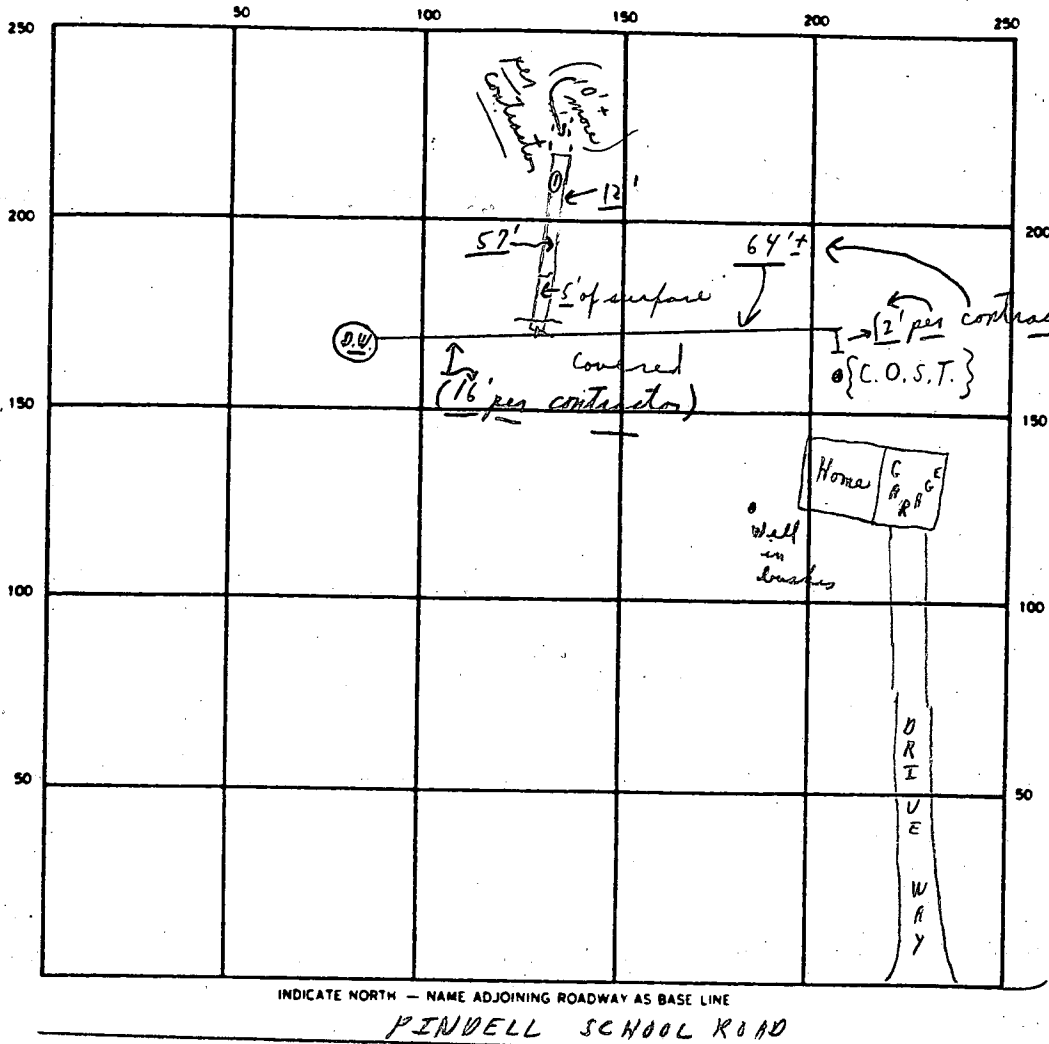 50 100 150 200 250
250
per
contractor
(10'+
more)
12'
200 200
57'
64'±
5' of surface
12' per contrac
D.W.
{C.O.S.T.}
covered
(16' per contractor)
150 150
Home
GARAGE
Well
in
bushes
100 100
DRIVE WAY
50 50
INDICATE NORTH — NAME ADJOINING ROADWAY AS BASE LINE
PINDELL SCHOOL ROAD